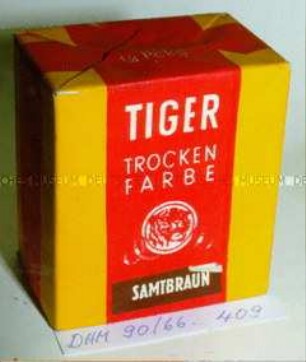 TIGER
TROCKEN
FARBE
SAMTBRAUN
DHM 90/66 - 409